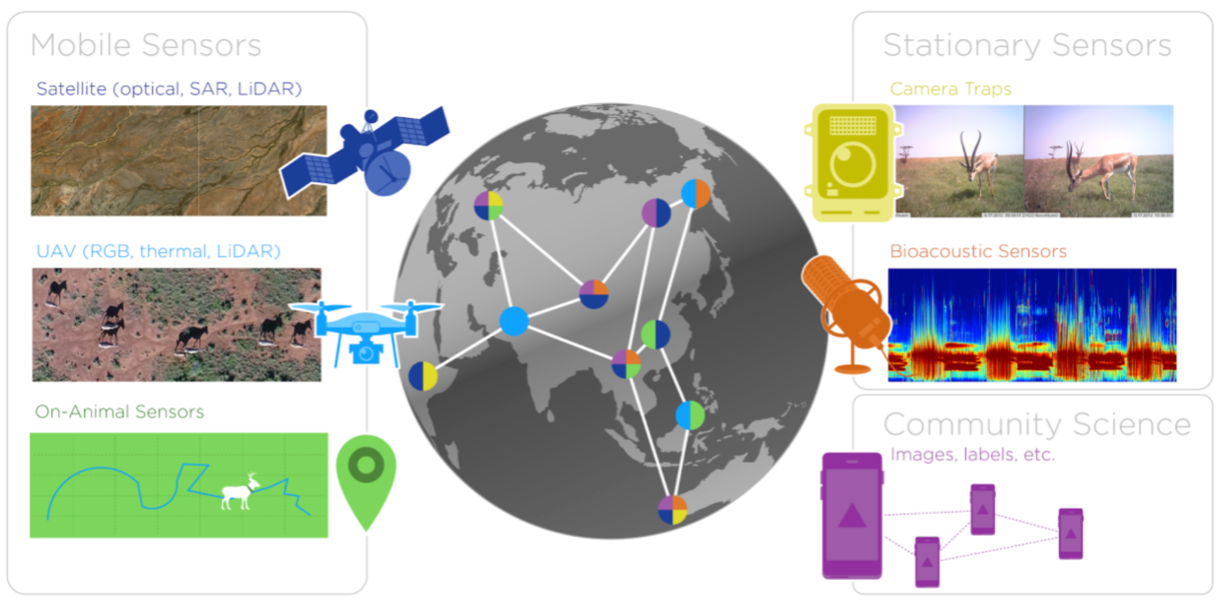 Mobile Sensors
Satellite (optical, SAR, LiDAR)
UAV (RGB, thermal, LiDAR)
On-Animal Sensors
Stationary Sensors
Camera Traps
Bioacoustic Sensors
Community Science
Images, labels, etc.